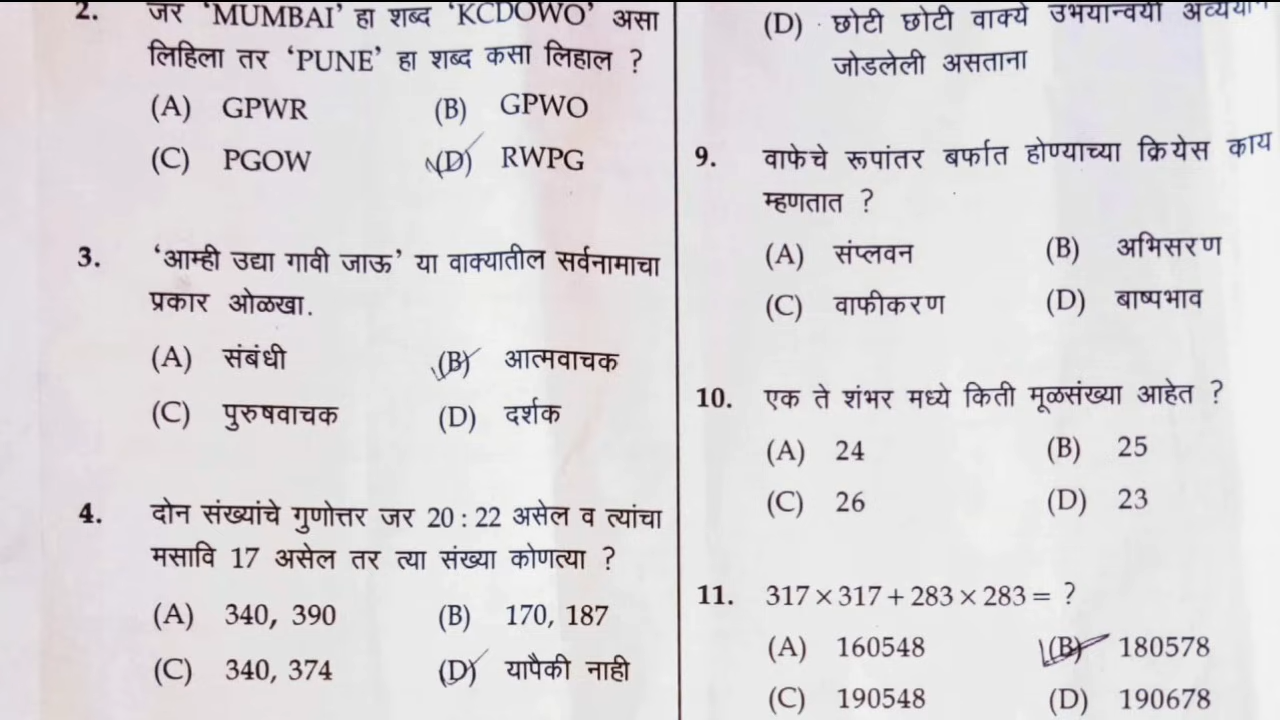 2. जर 'MUMBAI' हा शब्द 'KCDOWO' असा
लिहिला तर 'PUNE' हा शब्द कसा लिहाल ?
(A) GPWR (B) GPWO
(C) PGOW (D) RWPG
3. 'आम्ही उद्या गावी जाऊ' या वाक्यातील सर्वनामाचा
प्रकार ओळखा.
(A) संबंधी (B) आत्मवाचक
(C) पुरुषवाचक (D) दर्शक
4. दोन संख्यांचे गुणोत्तर जर 20 : 22 असेल व त्यांचा
मसावि 17 असेल तर त्या संख्या कोणत्या ?
(A) 340, 390 (B) 170, 187
(C) 340, 374 (D) यापैकी नाही
(D) छोटी छोटी वाक्ये उभयान्वयी अव्ययांनी
जोडलेली असताना
9. वाफेचे रूपांतर बर्फात होण्याच्या क्रियेस काय
म्हणतात ?
(A) संप्लवन (B) अभिसरण
(C) वाफीकरण (D) बाष्पभाव
10. एक ते शंभर मध्ये किती मूळसंख्या आहेत ?
(A) 24 (B) 25
(C) 26 (D) 23
11. 317 × 317 + 283 × 283 = ?
(A) 160548 (B) 180578
(C) 190548 (D) 190678